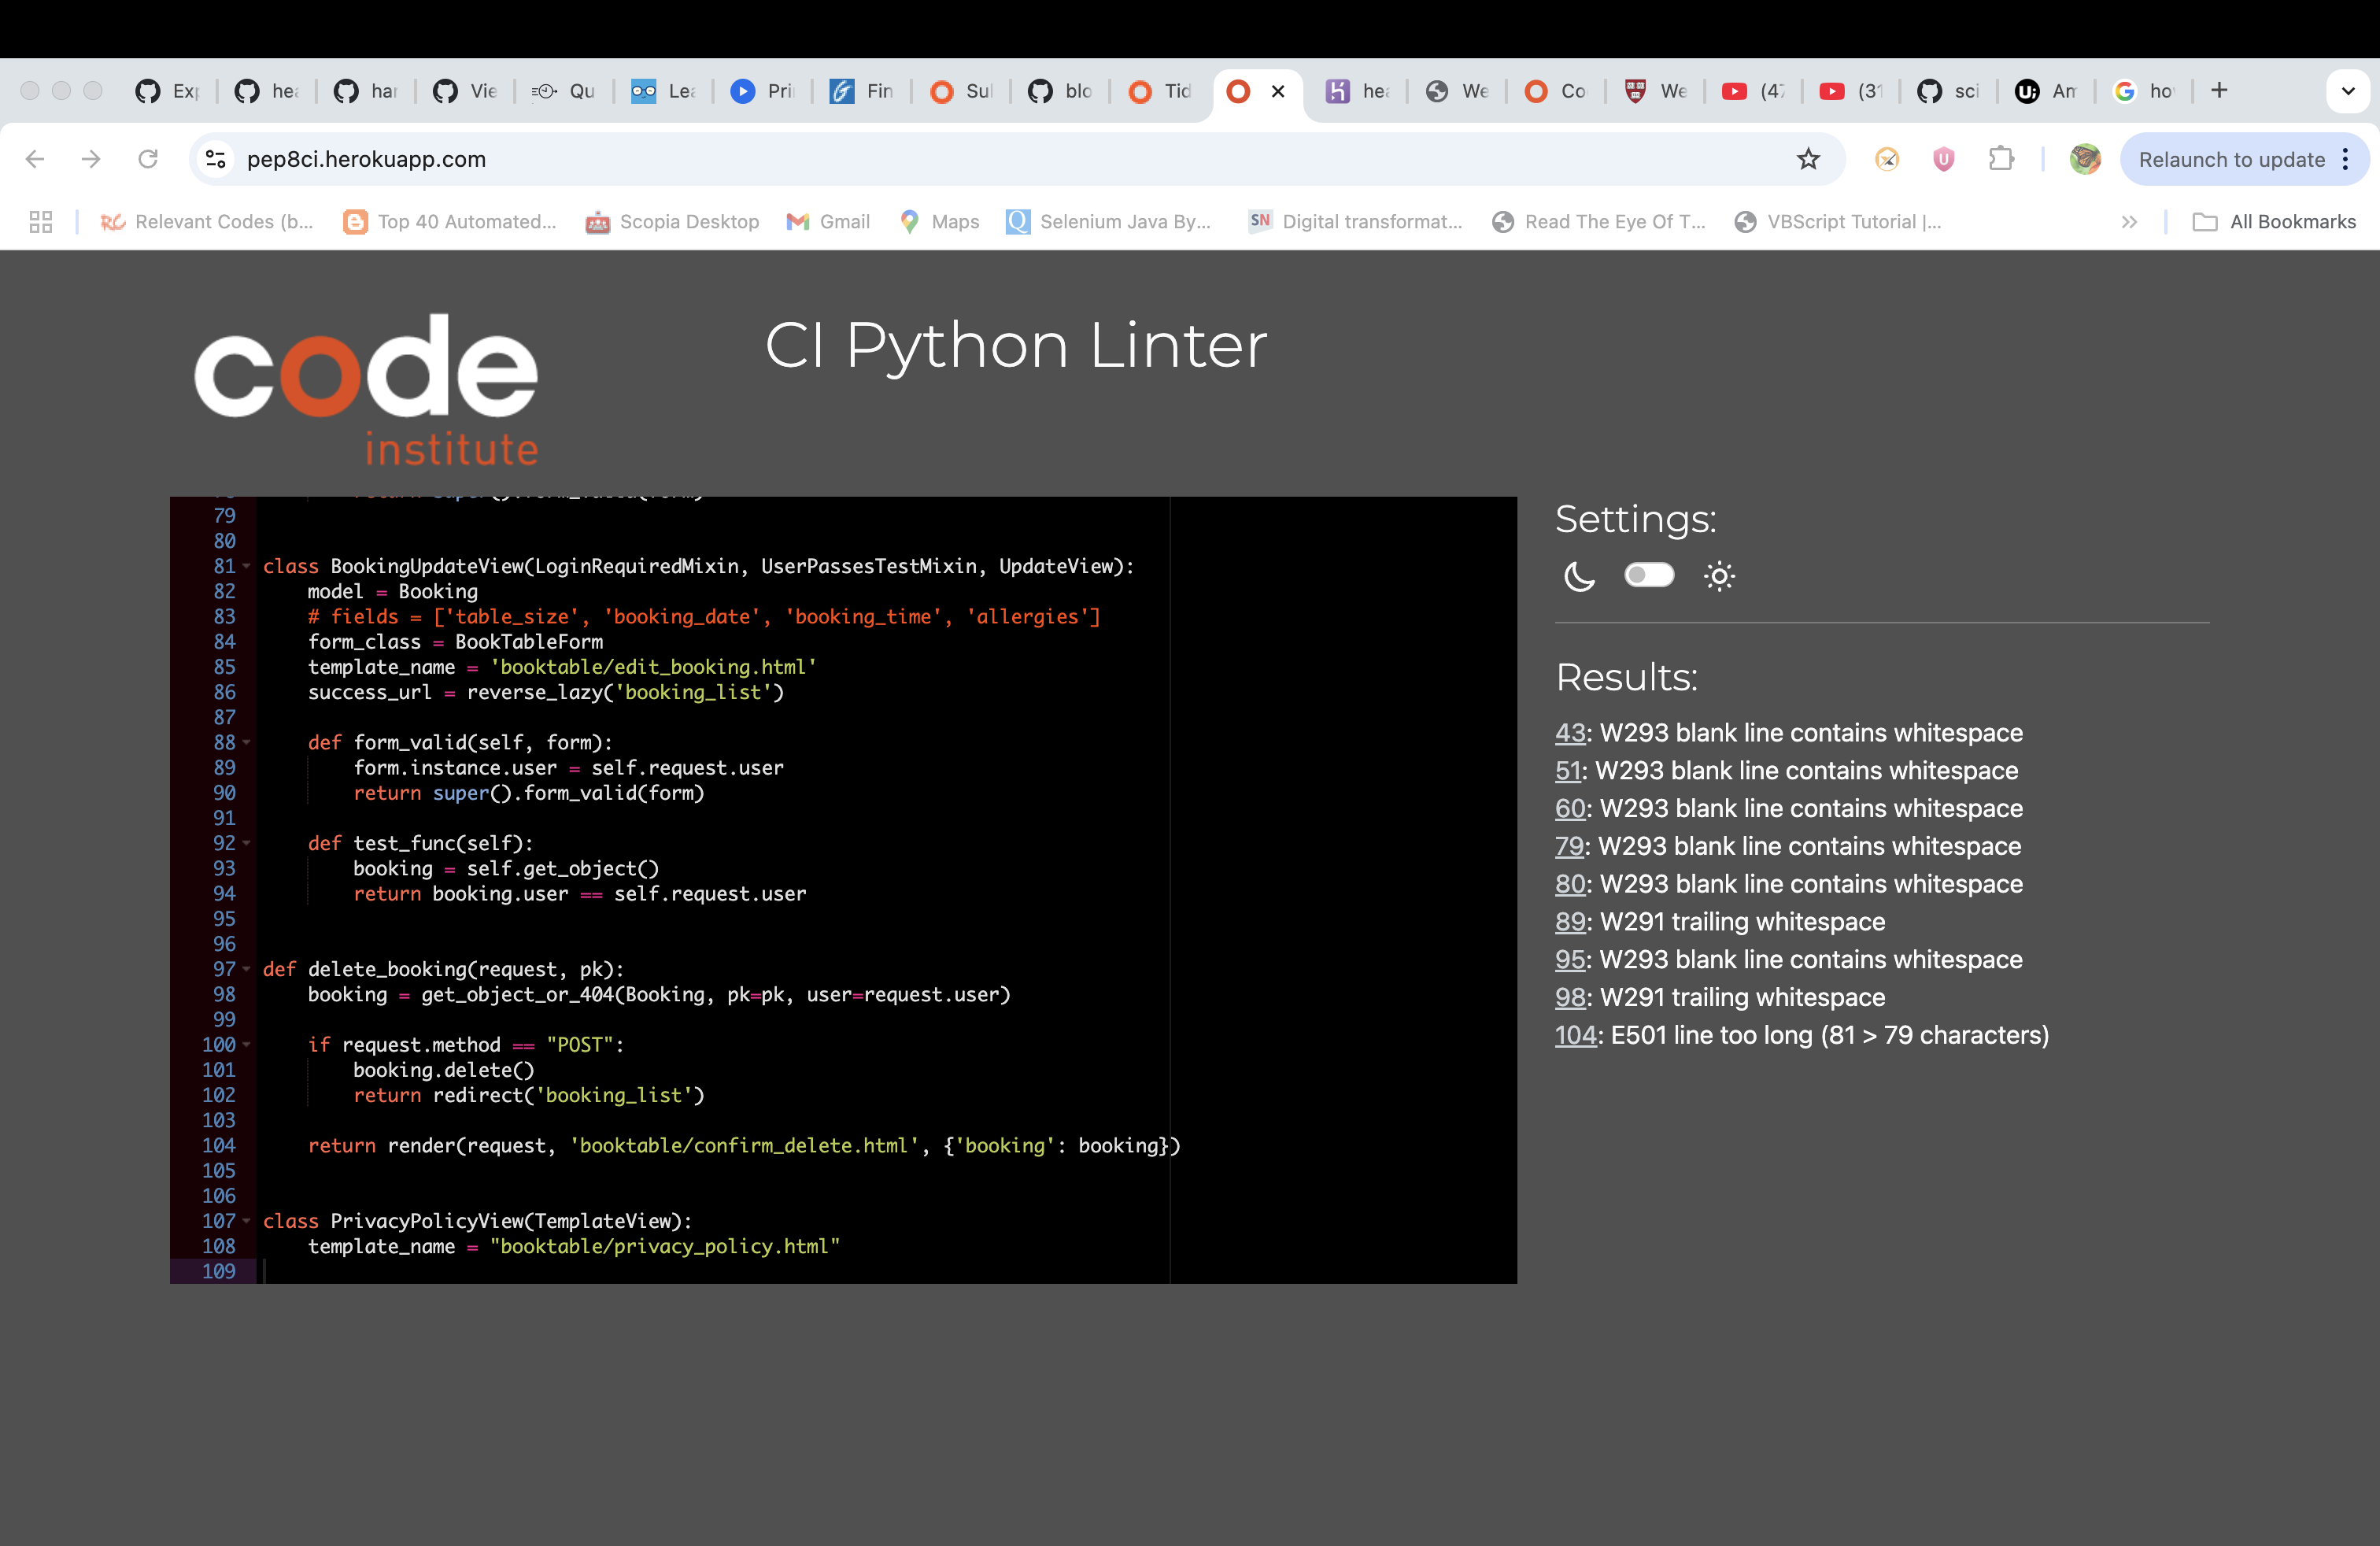 Exp
hea
har
Vie
Qu
Lea
Pri
Fin
Sul
blo
Tid
hea
We
Co
We
(47
(31
sci
Am
ho
pep8ci.herokuapp.com
Relaunch to update
Relevant Codes (b...
Top 40 Automated...
Scopia Desktop
Gmail
Maps
Selenium Java By...
SN Digital transformat...
Read The Eye Of T...
VBScript Tutorial |...
All Bookmarks
code
institute
CI Python Linter
79
80
81 class BookingUpdateView(LoginRequiredMixin, UserPassesTestMixin, UpdateView):
82     model = Booking
83     # fields = ['table_size', 'booking_date', 'booking_time', 'allergies']
84     form_class = BookTableForm
85     template_name = 'booktable/edit_booking.html'
86     success_url = reverse_lazy('booking_list')
87
88     def form_valid(self, form):
89         form.instance.user = self.request.user
90         return super().form_valid(form)
91
92     def test_func(self):
93         booking = self.get_object()
94         return booking.user == self.request.user
95
96
97 def delete_booking(request, pk):
98     booking = get_object_or_404(Booking, pk=pk, user=request.user)
99
100     if request.method == "POST":
101         booking.delete()
102         return redirect('booking_list')
103
104     return render(request, 'booktable/confirm_delete.html', {'booking': booking})
105
106
107 class PrivacyPolicyView(TemplateView):
108     template_name = "booktable/privacy_policy.html"
109
Settings:
Results:
43: W293 blank line contains whitespace
51: W293 blank line contains whitespace
60: W293 blank line contains whitespace
79: W293 blank line contains whitespace
80: W293 blank line contains whitespace
89: W291 trailing whitespace
95: W293 blank line contains whitespace
98: W291 trailing whitespace
104: E501 line too long (81 > 79 characters)